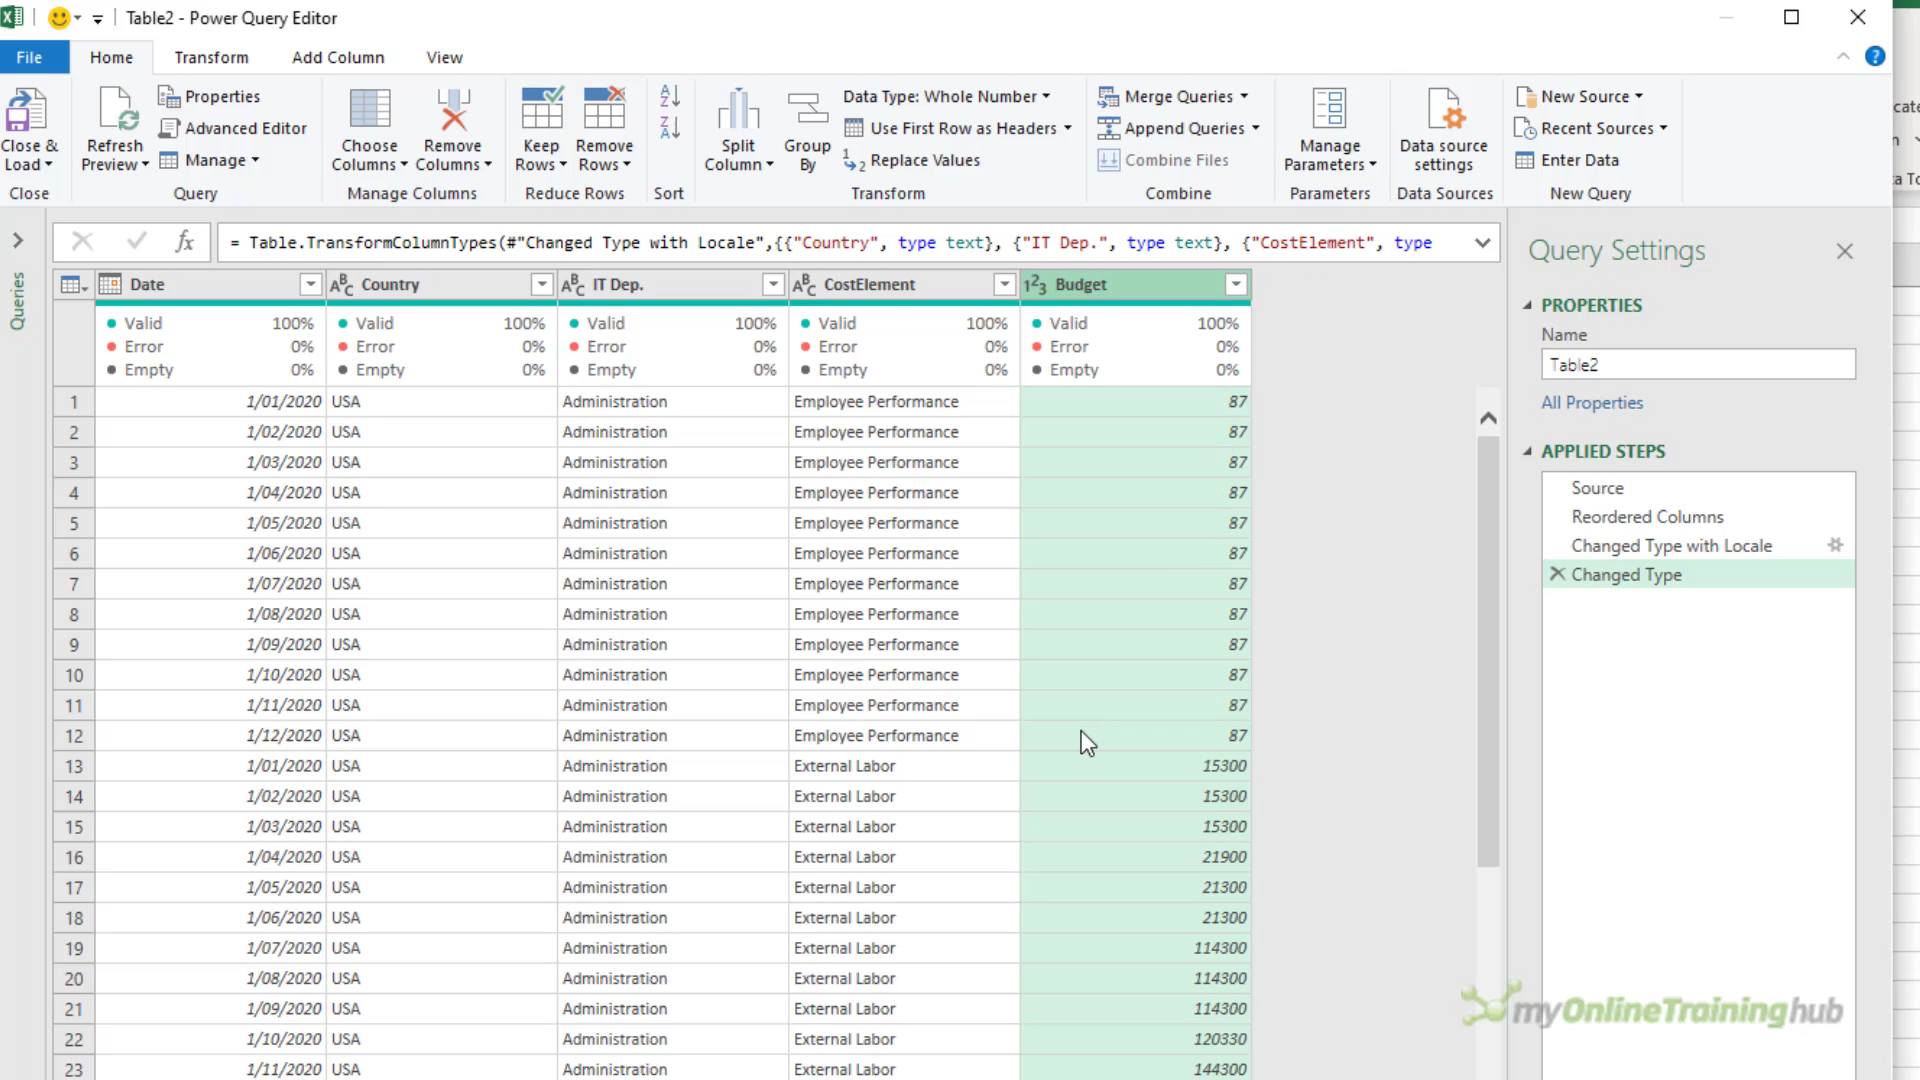 Table2 - Power Query Editor
File Home Transform Add Column View
Close & Load
Close
Refresh Preview
Properties
Advanced Editor
Manage
Query
Choose Columns
Remove Columns
Manage Columns
Keep Rows
Remove Rows
Reduce Rows
Sort
Split Column
Group By
Data Type: Whole Number
Use First Row as Headers
Replace Values
Transform
Merge Queries
Append Queries
Combine Files
Combine
Manage Parameters
Parameters
Data source settings
Data Sources
New Source
Recent Sources
Enter Data
New Query
Queries
= Table.TransformColumnTypes(#"Changed Type with Locale",{{"Country", type text}, {"IT Dep.", type text}, {"CostElement", type
Date Country IT Dep. CostElement Budget
Valid 100% Valid 100% Valid 100% Valid 100% Valid 100%
Error 0% Error 0% Error 0% Error 0% Error 0%
Empty 0% Empty 0% Empty 0% Empty 0% Empty 0%
1 1/01/2020 USA Administration Employee Performance 87
2 1/02/2020 USA Administration Employee Performance 87
3 1/03/2020 USA Administration Employee Performance 87
4 1/04/2020 USA Administration Employee Performance 87
5 1/05/2020 USA Administration Employee Performance 87
6 1/06/2020 USA Administration Employee Performance 87
7 1/07/2020 USA Administration Employee Performance 87
8 1/08/2020 USA Administration Employee Performance 87
9 1/09/2020 USA Administration Employee Performance 87
10 1/10/2020 USA Administration Employee Performance 87
11 1/11/2020 USA Administration Employee Performance 87
12 1/12/2020 USA Administration Employee Performance 87
13 1/01/2020 USA Administration External Labor 15300
14 1/02/2020 USA Administration External Labor 15300
15 1/03/2020 USA Administration External Labor 15300
16 1/04/2020 USA Administration External Labor 21900
17 1/05/2020 USA Administration External Labor 21300
18 1/06/2020 USA Administration External Labor 21300
19 1/07/2020 USA Administration External Labor 114300
20 1/08/2020 USA Administration External Labor 114300
21 1/09/2020 USA Administration External Labor 114300
22 1/10/2020 USA Administration External Labor 120330
23 1/11/2020 USA Administration External Labor 144300
Query Settings
PROPERTIES
Name
Table2
All Properties
APPLIED STEPS
Source
Reordered Columns
Changed Type with Locale
Changed Type
myOnlineTraininghub